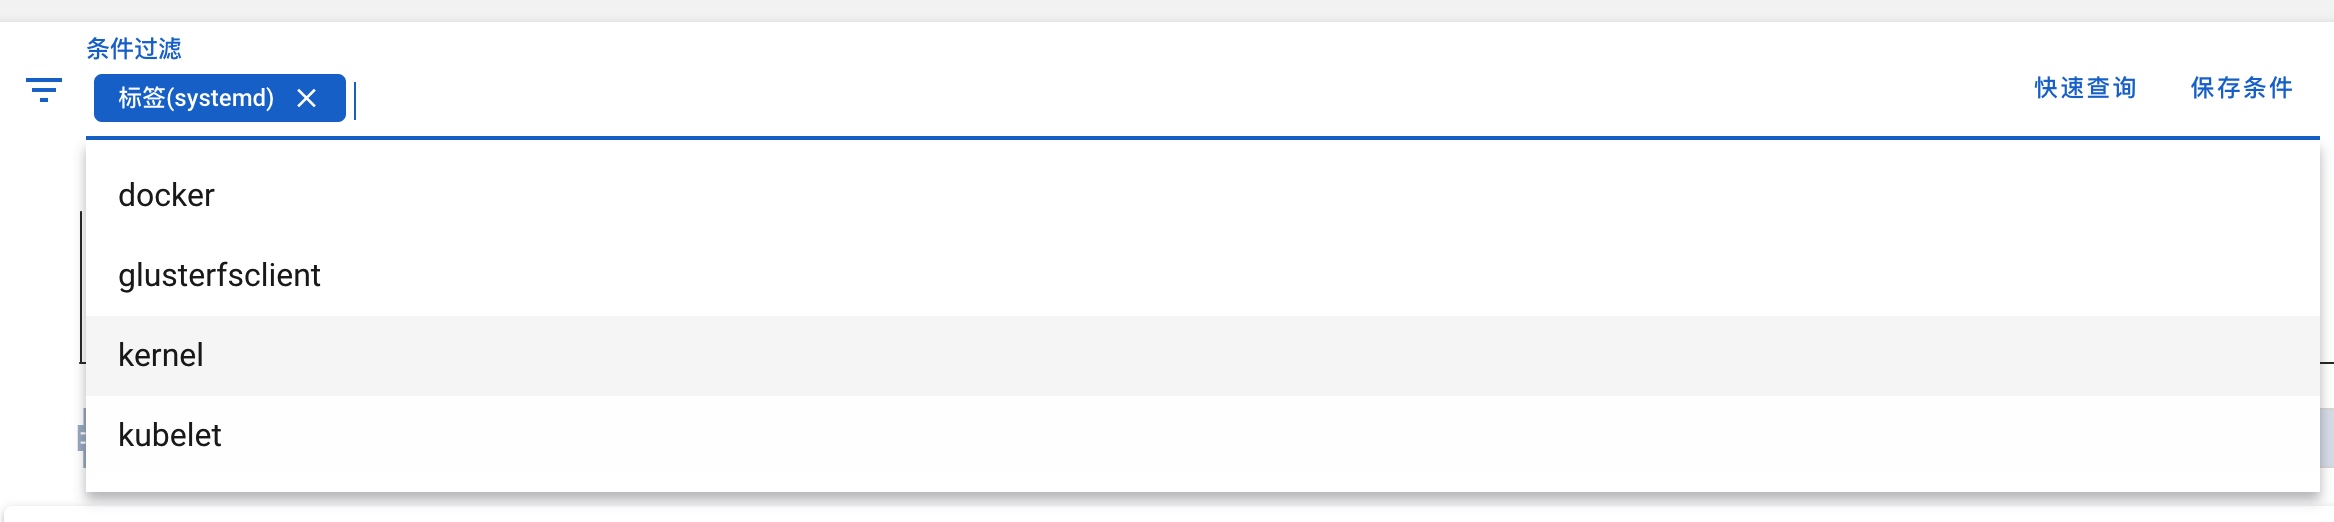 条件过滤
标签(systemd)
快速查询 保存条件
docker
glusterfsclient
kernel
kubelet